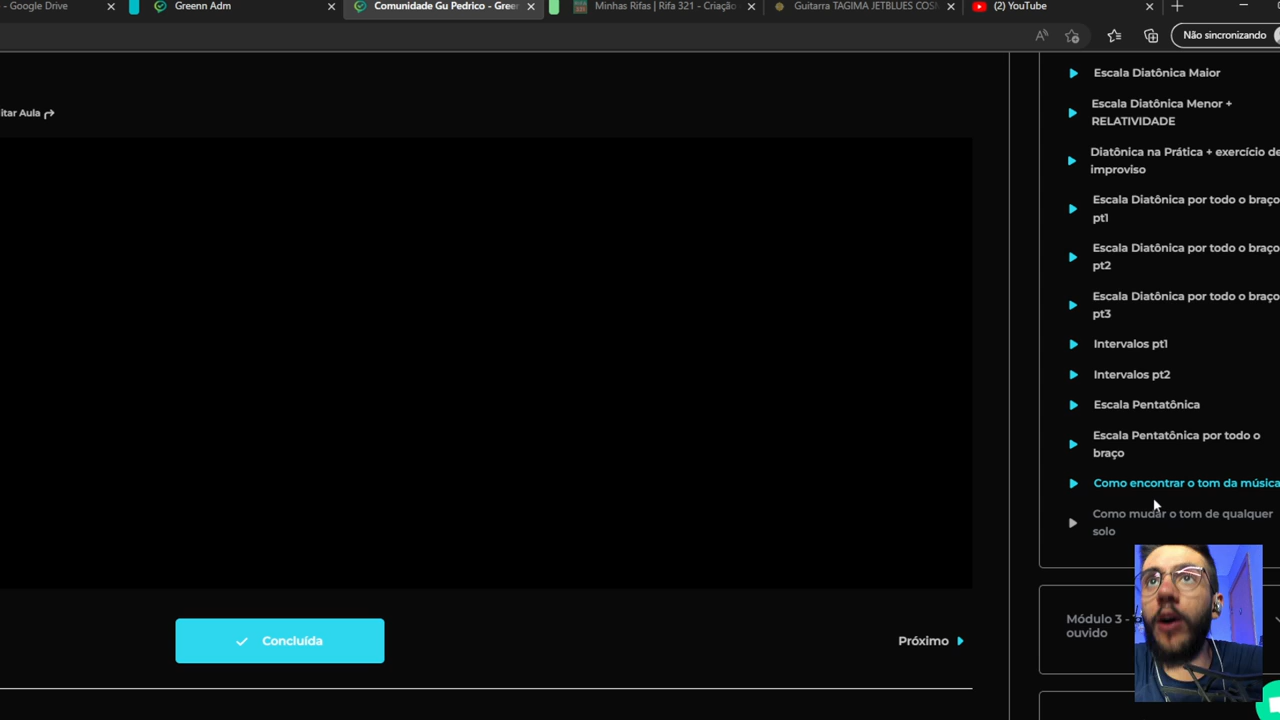 - Google Drive
Greenn Adm
Comunidade Gu Pedrico - Green
Minhas Rifas | Rifa 321 - Criação
Guitarra TAGIMA JETBLUES COS
(1) YouTube
Não sincronizando
itar Aula
Escala Diatônica Maior
Escala Diatônica Menor +
RELATIVIDADE
Diatônica na Prática + exercício de
improviso
Escala Diatônica por todo o braço
pt1
Escala Diatônica por todo o braço
pt2
Escala Diatônica por todo o braço
pt3
Intervalos pt1
Intervalos pt2
Escala Pentatônica
Escala Pentatônica por todo o
braço
Como encontrar o tom da música
Como mudar o tom de qualquer
solo
Concluída
Próximo
Módulo 3 -
ouvido